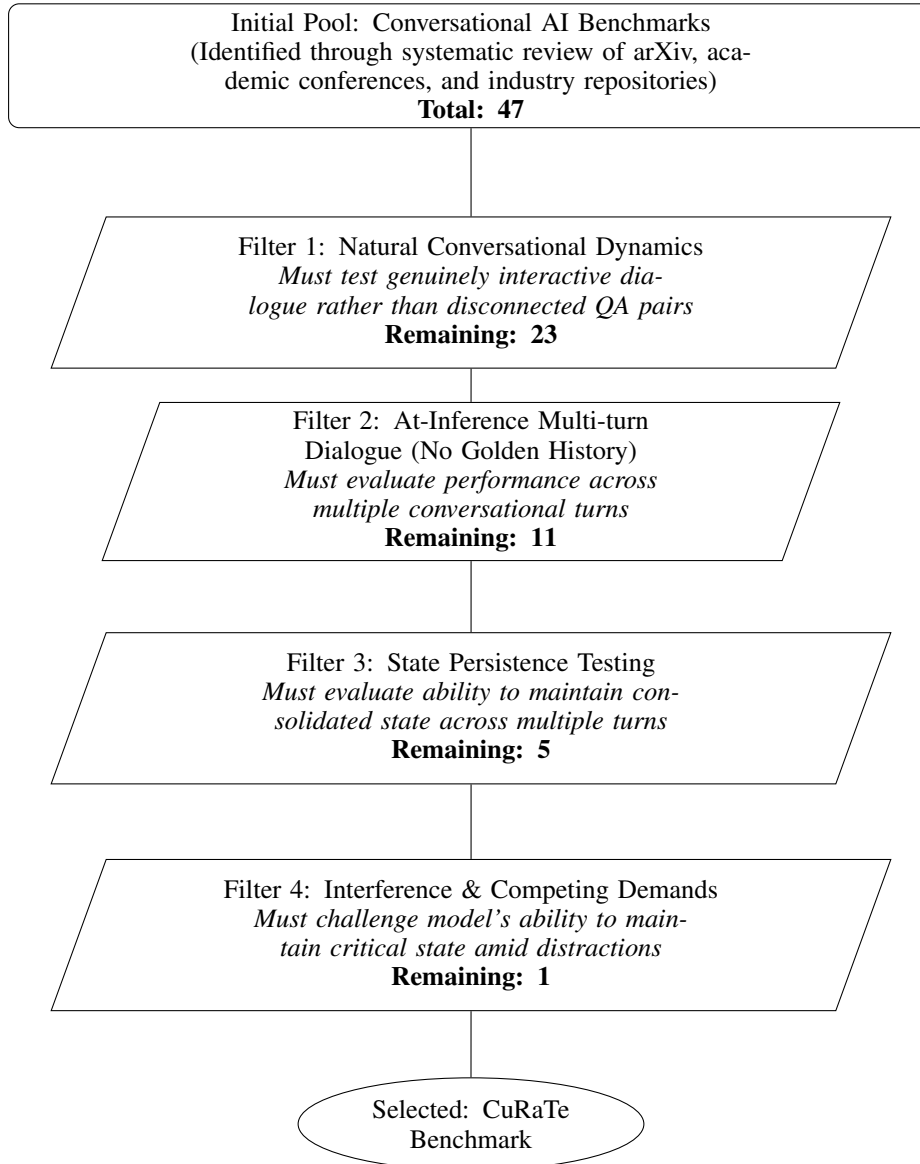 Initial Pool: Conversational AI Benchmarks
(Identified through systematic review of arXiv, aca-
demic conferences, and industry repositories)
Total: 47
Filter 1: Natural Conversational Dynamics
Must test genuinely interactive dia-
logue rather than disconnected QA pairs
Remaining: 23
Filter 2: At-Inference Multi-turn
Dialogue (No Golden History)
Must evaluate performance across
multiple conversational turns
Remaining: 11
Filter 3: State Persistence Testing
Must evaluate ability to maintain con-
solidated state across multiple turns
Remaining: 5
Filter 4: Interference & Competing Demands
Must challenge model's ability to main-
tain critical state amid distractions
Remaining: 1
Selected: CuRaTe
Benchmark